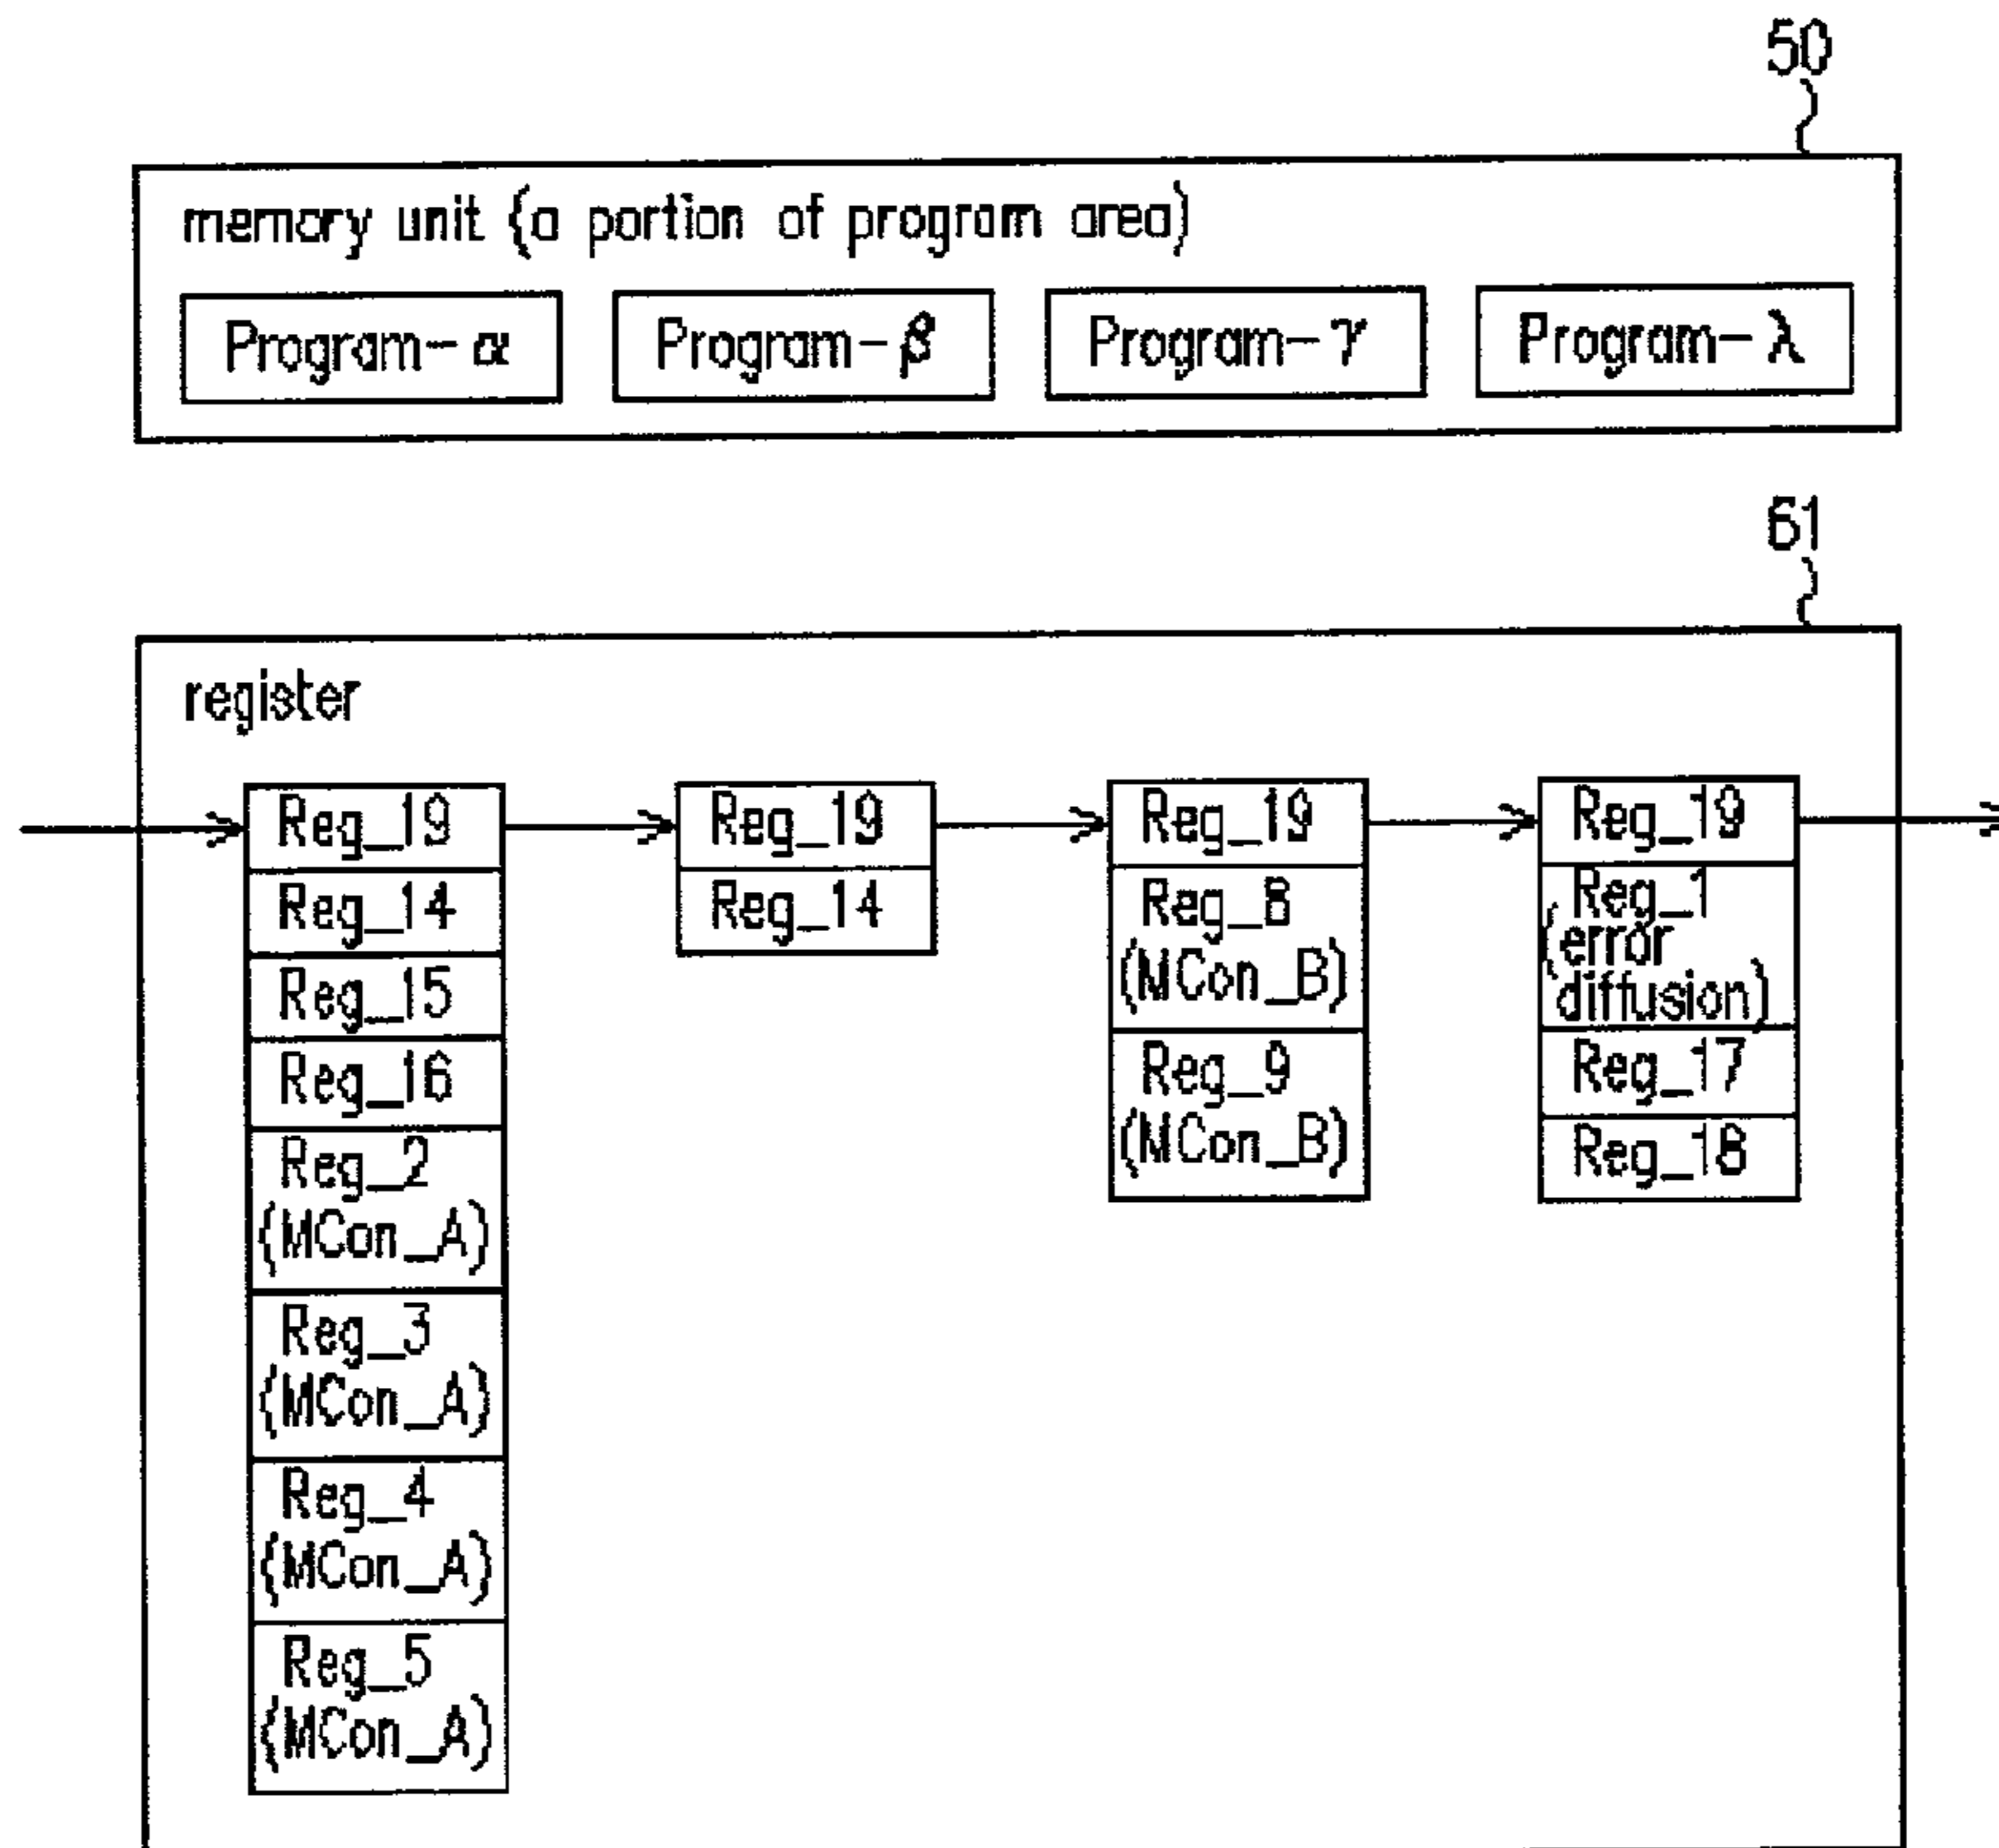 50
memory unit (a portion of program area)
Program-α
Program-β
Program-γ
Program-λ
61
register
Reg_19
Reg_14
Reg_15
Reg_16
Reg_2
(MCon_A)
Reg_3
(MCon_A)
Reg_4
(MCon_A)
Reg_5
(MCon_A)
Reg_19
Reg_14
Reg_19
Reg_8
(MCon_B)
Reg_9
(MCon_B)
Reg_19
Reg_1
(error
diffusion)
Reg_17
Reg_18